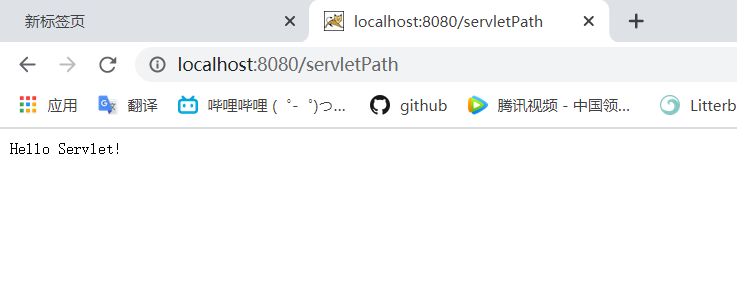 新标签页 localhost:8080/servletPath
localhost:8080/servletPath
应用 翻译 哔哩哔哩 ( ゜- ゜)つ... github 腾讯视频 - 中国领... Litterb
Hello Servlet!